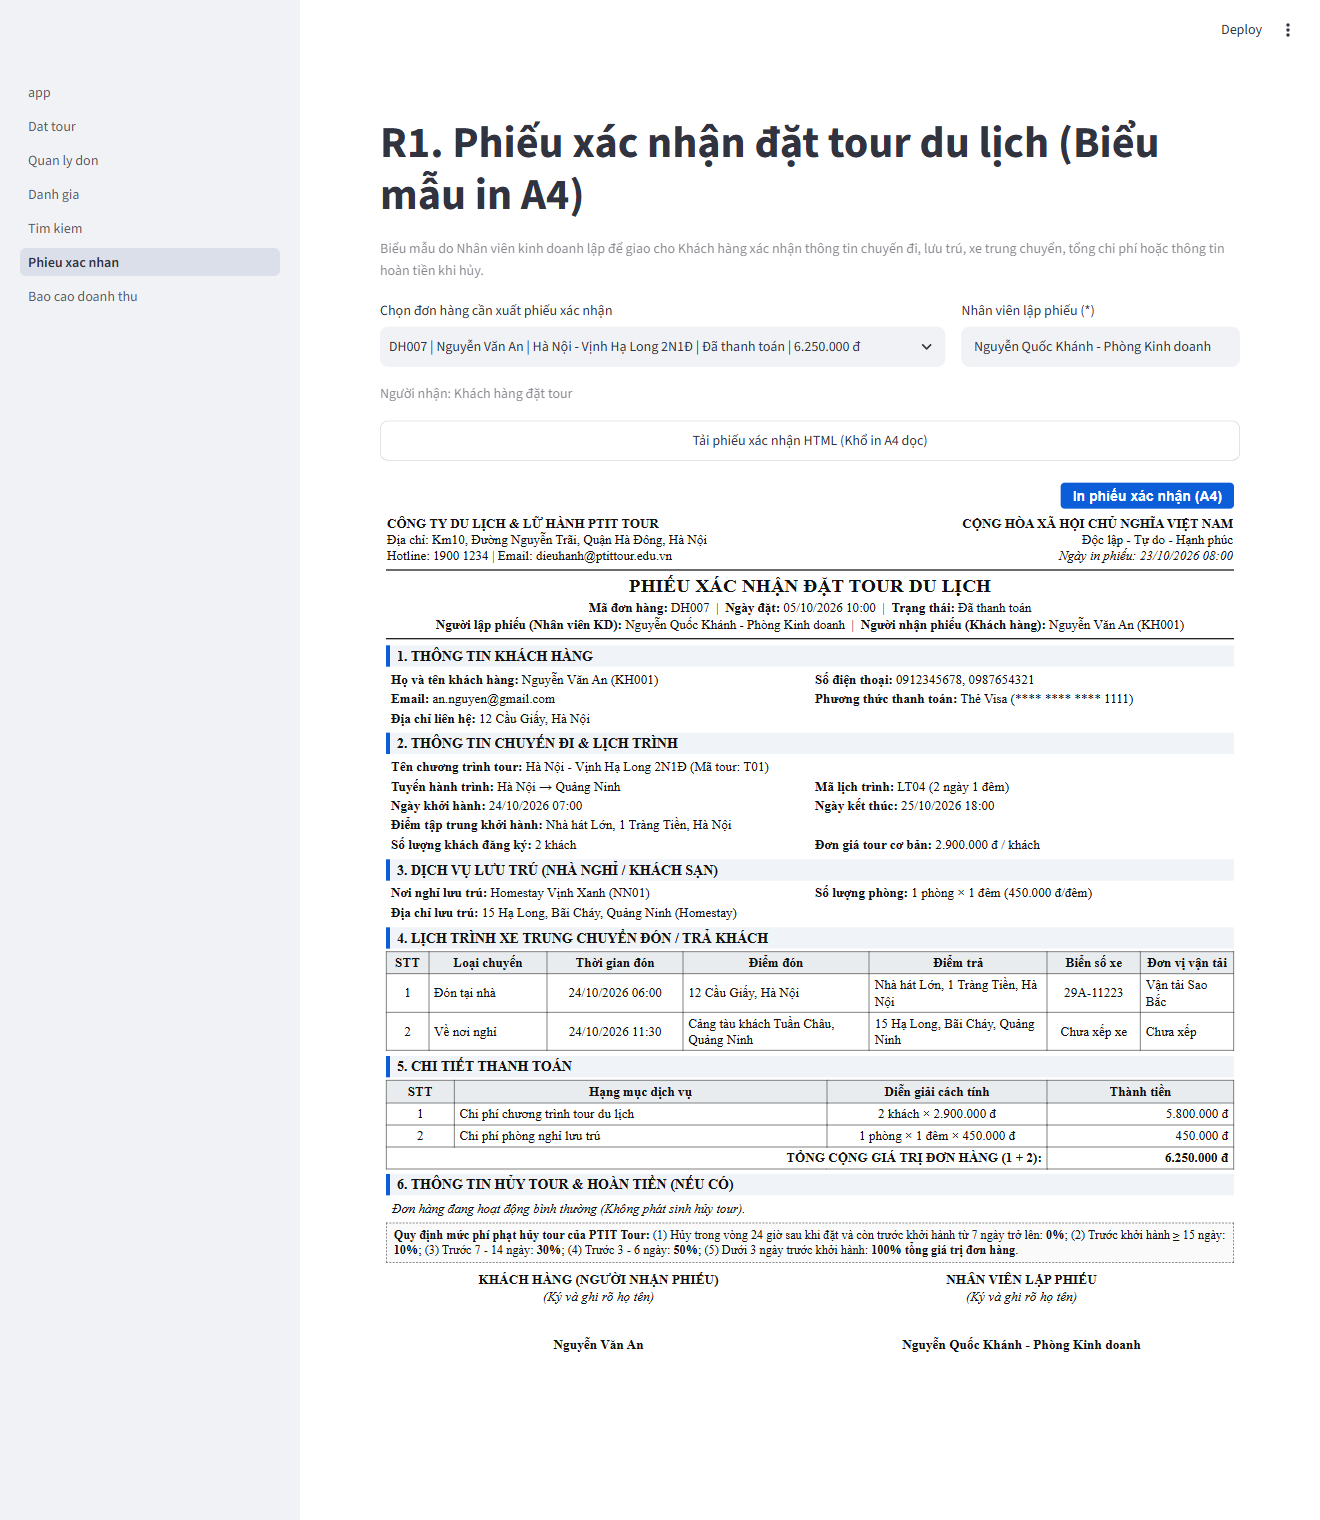 Deploy
app
Dat tour
Quan ly don
Danh gia
Tim kiem
Phieu xac nhan
Bao cao doanh thu
R1. Phiếu xác nhận đặt tour du lịch (Biểu
mẫu in A4)
Biểu mẫu do Nhân viên kinh doanh lập để giao cho Khách hàng xác nhận thông tin chuyến đi, lưu trú, xe trung chuyển, tổng chi phí hoặc thông tin
hoàn tiền khi hủy.
Chọn đơn hàng cần xuất phiếu xác nhận
Nhân viên lập phiếu (*)
DH007 | Nguyễn Văn An | Hà Nội - Vịnh Hạ Long 2N1Đ | Đã thanh toán | 6.250.000 đ
Nguyễn Quốc Khánh - Phòng Kinh doanh
Người nhận: Khách hàng đặt tour
Tải phiếu xác nhận HTML (Khổ in A4 dọc)
In phiếu xác nhận (A4)
CÔNG TY DU LỊCH & LỮ HÀNH PTIT TOUR
Địa chỉ: Km10, Đường Nguyễn Trãi, Quận Hà Đông, Hà Nội
Hotline: 1900 1234 | Email: dieuhanh@ptittour.edu.vn
CỘNG HÒA XÃ HỘI CHỦ NGHĨA VIỆT NAM
Độc lập - Tự do - Hạnh phúc
Ngày in phiếu: 23/10/2026 08:00
PHIẾU XÁC NHẬN ĐẶT TOUR DU LỊCH
Mã đơn hàng: DH007 | Ngày đặt: 05/10/2026 10:00 | Trạng thái: Đã thanh toán
Người lập phiếu (Nhân viên KD): Nguyễn Quốc Khánh - Phòng Kinh doanh | Người nhận phiếu (Khách hàng): Nguyễn Văn An (KH001)
1. THÔNG TIN KHÁCH HÀNG
Họ và tên khách hàng: Nguyễn Văn An (KH001)
Số điện thoại: 0912345678, 0987654321
Email: an.nguyen@gmail.com
Phương thức thanh toán: Thẻ Visa (**** **** **** 1111)
Địa chỉ liên hệ: 12 Cầu Giấy, Hà Nội
2. THÔNG TIN CHUYẾN ĐI & LỊCH TRÌNH
Tên chương trình tour: Hà Nội - Vịnh Hạ Long 2N1Đ (Mã tour: T01)
Tuyến hành trình: Hà Nội → Quảng Ninh
Mã lịch trình: LT04 (2 ngày 1 đêm)
Ngày khởi hành: 24/10/2026 07:00
Ngày kết thúc: 25/10/2026 18:00
Điểm tập trung khởi hành: Nhà hát Lớn, 1 Tràng Tiền, Hà Nội
Số lượng khách đăng ký: 2 khách
Đơn giá tour cơ bản: 2.900.000 đ / khách
3. DỊCH VỤ LƯU TRÚ (NHÀ NGHỈ / KHÁCH SẠN)
Nơi nghỉ lưu trú: Homestay Vịnh Xanh (NN01)
Số lượng phòng: 1 phòng × 1 đêm (450.000 đ/đêm)
Địa chỉ lưu trú: 15 Hạ Long, Bãi Cháy, Quảng Ninh (Homestay)
4. LỊCH TRÌNH XE TRUNG CHUYỂN ĐÓN / TRẢ KHÁCH
STT Loại chuyến Thời gian đón Điểm đón Điểm trả Biển số xe Đơn vị vận tải
1 Đón tại nhà 24/10/2026 06:00 12 Cầu Giấy, Hà Nội Nhà hát Lớn, 1 Tràng Tiền, Hà Nội 29A-11223 Vận tải Sao Bắc
2 Về nơi nghỉ 24/10/2026 11:30 Cảng tàu khách Tuần Châu, Quảng Ninh 15 Hạ Long, Bãi Cháy, Quảng Ninh Chưa xếp xe Chưa xếp
5. CHI TIẾT THANH TOÁN
STT Hạng mục dịch vụ Diễn giải cách tính Thành tiền
1 Chi phí chương trình tour du lịch 2 khách × 2.900.000 đ 5.800.000 đ
2 Chi phí phòng nghỉ lưu trú 1 phòng × 1 đêm × 450.000 đ 450.000 đ
TỔNG CỘNG GIÁ TRỊ ĐƠN HÀNG (1 + 2): 6.250.000 đ
6. THÔNG TIN HỦY TOUR & HOÀN TIỀN (NẾU CÓ)
Đơn hàng đang hoạt động bình thường (Không phát sinh hủy tour).
Quy định mức phí phạt hủy tour của PTIT Tour: (1) Hủy trong vòng 24 giờ sau khi đặt và còn trước khởi hành từ 7 ngày trở lên: 0%; (2) Trước khởi hành ≥ 15 ngày:
10%; (3) Trước 7 - 14 ngày: 30%; (4) Trước 3 - 6 ngày: 50%; (5) Dưới 3 ngày trước khởi hành: 100% tổng giá trị đơn hàng.
KHÁCH HÀNG (NGƯỜI NHẬN PHIẾU)
NHÂN VIÊN LẬP PHIẾU
(Ký và ghi rõ họ tên)
(Ký và ghi rõ họ tên)
Nguyễn Văn An
Nguyễn Quốc Khánh - Phòng Kinh doanh